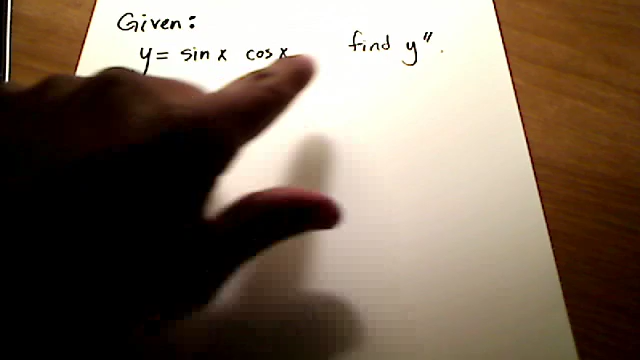 Given:
y = sin x cos x find y".